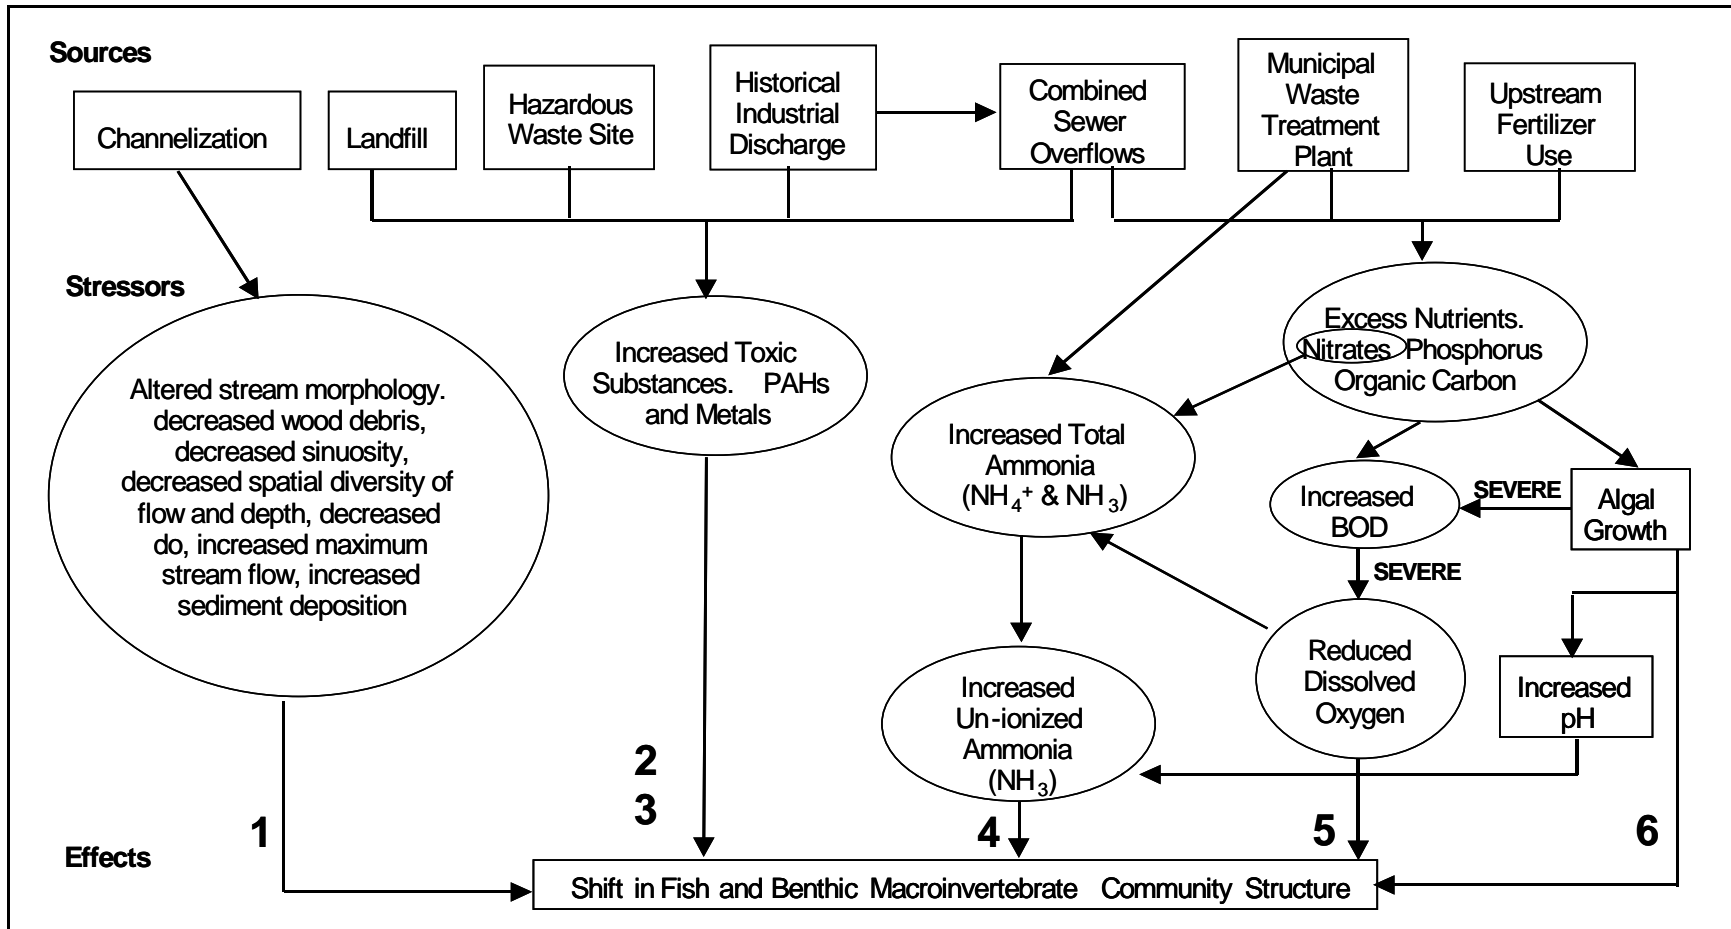 Sources
Channelization
Landfill
Hazardous
Waste Site
Historical
Industrial
Discharge
Combined
Sewer
Overflows
Municipal
Waste
Treatment
Plant
Upstream
Fertilizer
Use
Stressors
Altered stream morphology.
decreased wood debris,
decreased sinuosity,
decreased spatial diversity of
flow and depth, decreased
do, increased maximum
stream flow, increased
sediment deposition
Increased Toxic
Substances. PAHs
and Metals
Increased Total
Ammonia
(NH₄⁺ & NH₃)
Excess Nutrients.
Nitrates Phosphorus
Organic Carbon
Increased
BOD
SEVERE
Algal
Growth
SEVERE
Increased
Un-ionized
Ammonia
(NH₃)
Reduced
Dissolved
Oxygen
Increased
pH
1
2
3
4
5
6
Effects
Shift in Fish and Benthic Macroinvertebrate Community Structure